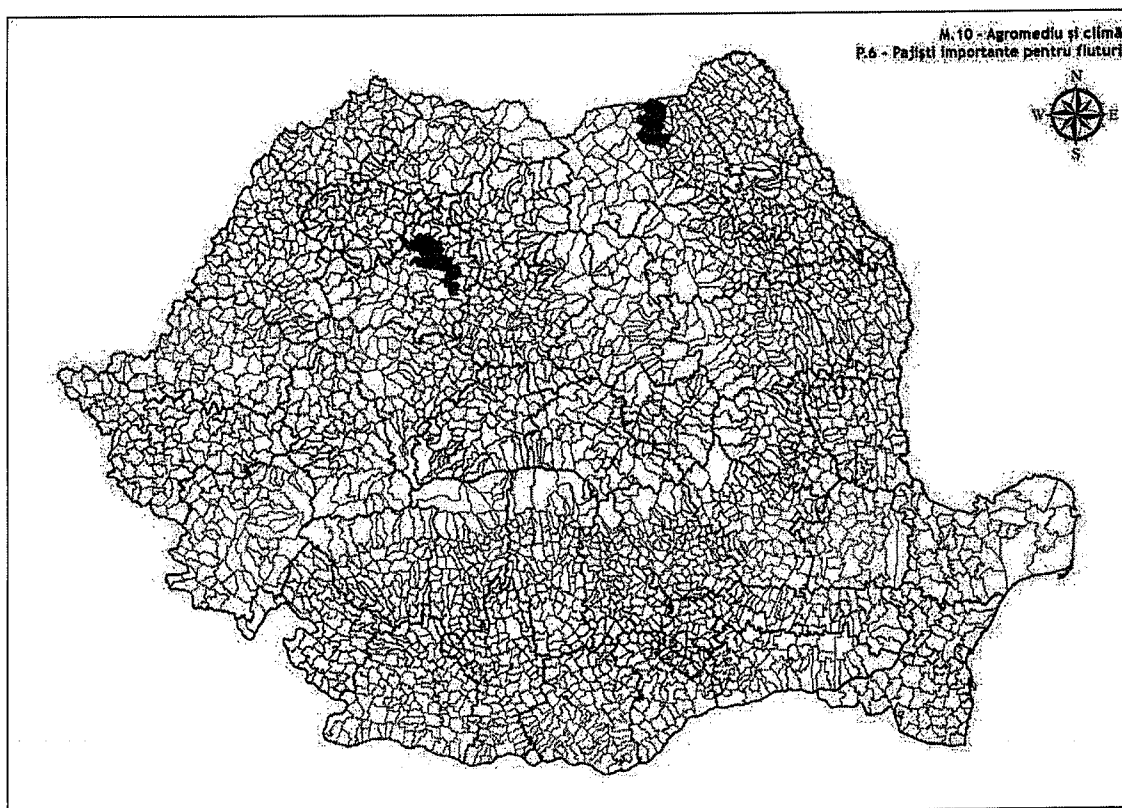 M.10 - Agromediu și climă
P.6 - Pajiști importante pentru fluturi
N
W
E
S